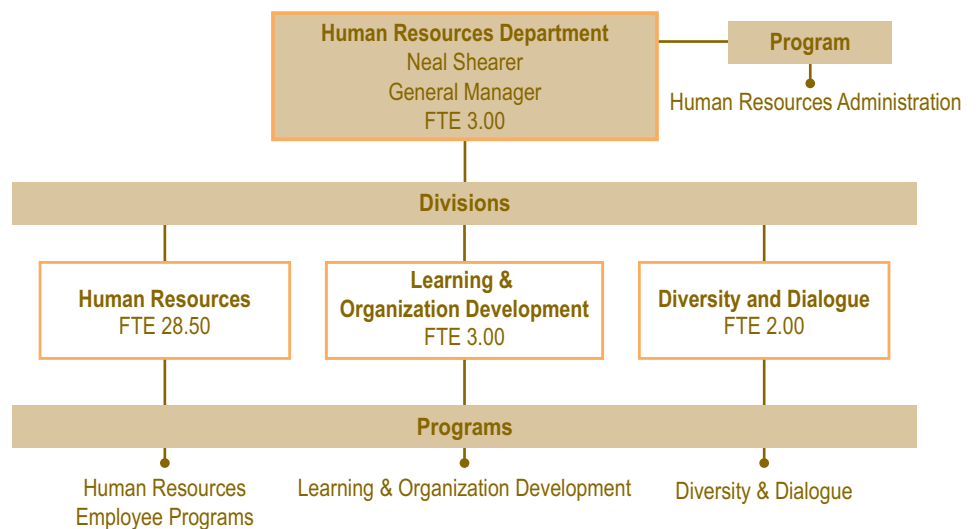 Human Resources Department
Neal Shearer
General Manager
FTE 3.00
Program
Human Resources Administration
Divisions
Human Resources
FTE 28.50
Learning &
Organization Development
FTE 3.00
Diversity and Dialogue
FTE 2.00
Programs
Human Resources
Employee Programs
Learning & Organization Development
Diversity & Dialogue